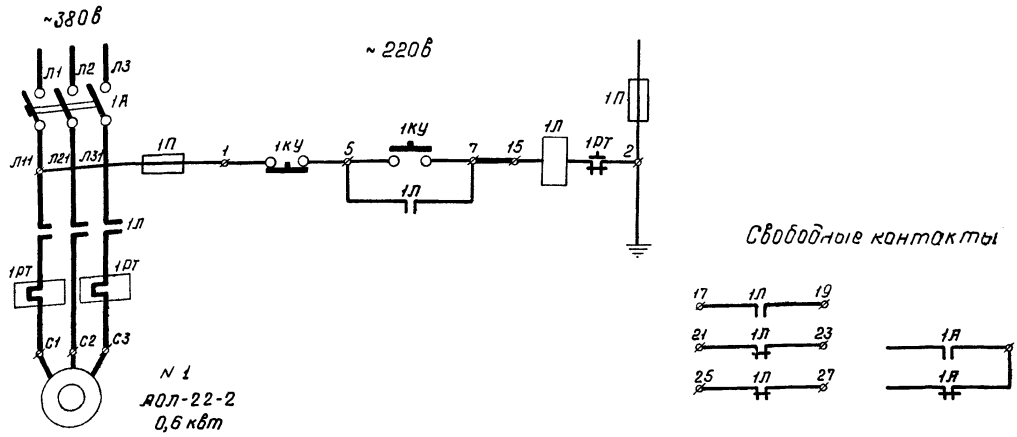 ~380в
~220в
Л1 Л2 Л3
1А
1П
Л11 Л21 Л31
1П
1
1КУ
5
1КУ
7
15
1Л
1РТ
2
1Л
1Л
1РТ 1РТ
С1 С2 С3
N 1
АОЛ-22-2
0,6 квт
Свободные контакты
17 1Л 19
21 1Л 23
25 1Л 27
1А
1А